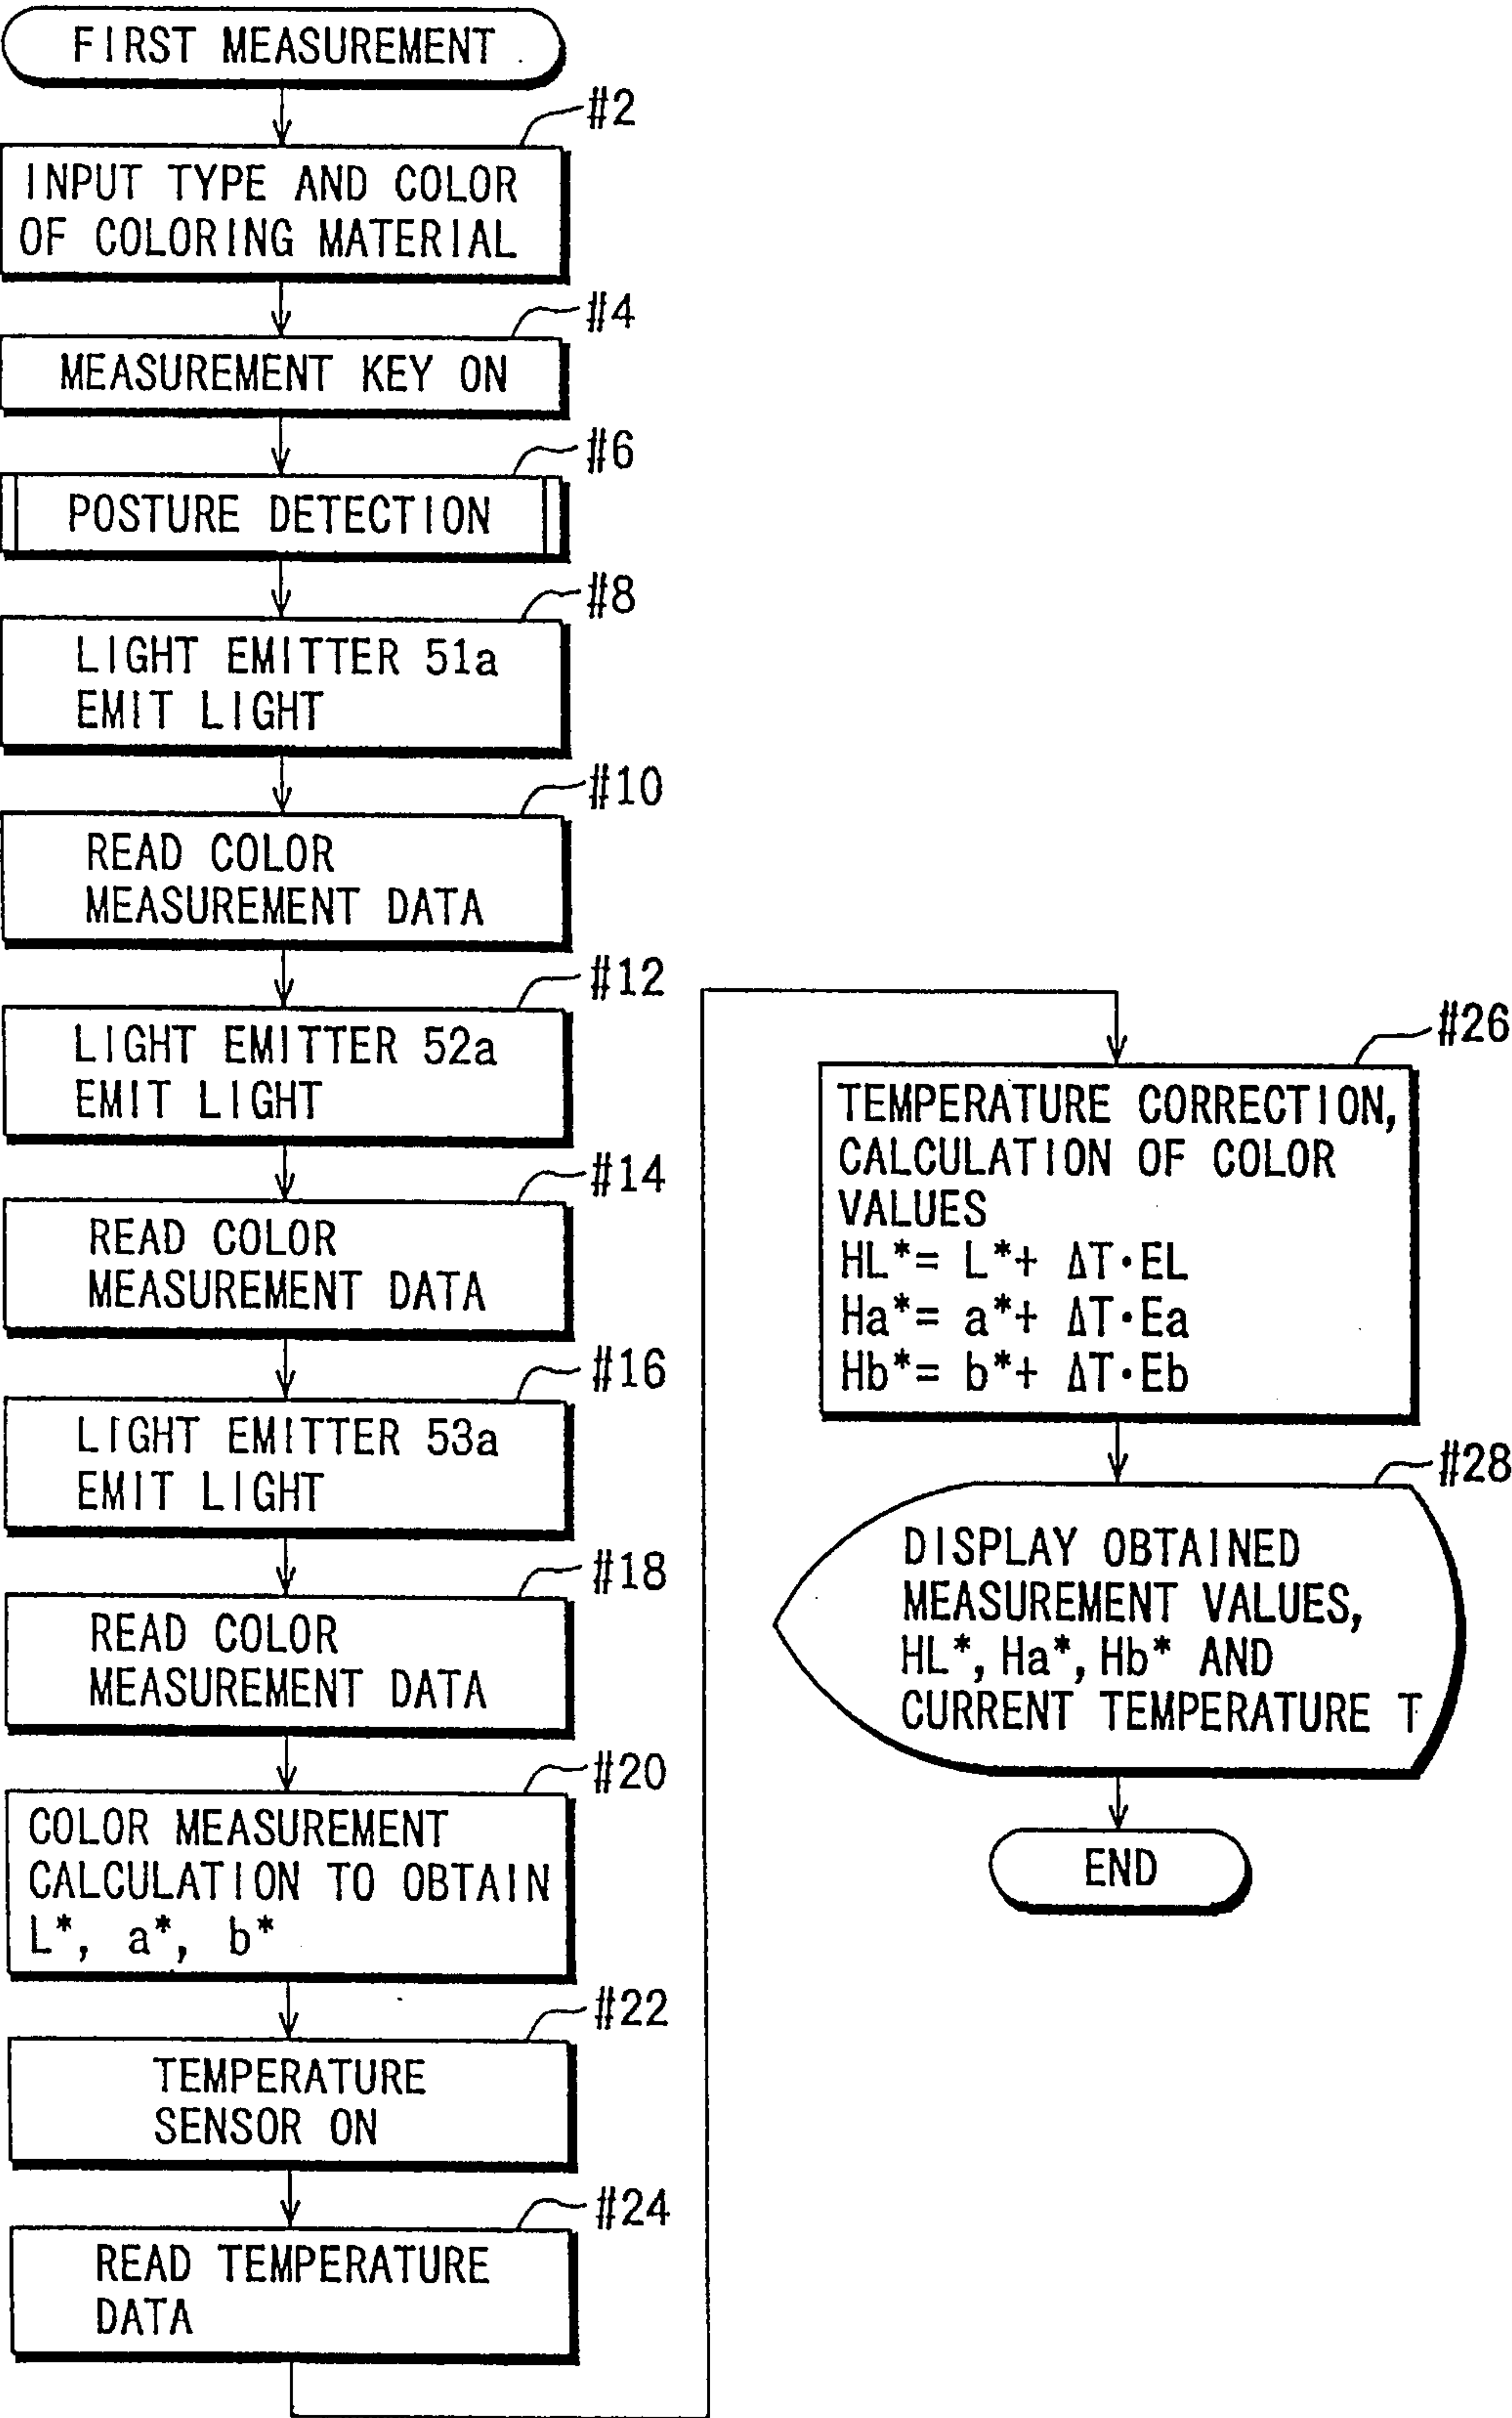 FIRST MEASUREMENT
#2
INPUT TYPE AND COLOR
OF COLORING MATERIAL
#4
MEASUREMENT KEY ON
#6
POSTURE DETECTION
#8
LIGHT EMITTER 51a
EMIT LIGHT
#10
READ COLOR
MEASUREMENT DATA
#12
LIGHT EMITTER 52a
EMIT LIGHT
#14
READ COLOR
MEASUREMENT DATA
#16
LIGHT EMITTER 53a
EMIT LIGHT
#18
READ COLOR
MEASUREMENT DATA
#20
COLOR MEASUREMENT
CALCULATION TO OBTAIN
L*, a*, b*
#22
TEMPERATURE
SENSOR ON
#24
READ TEMPERATURE
DATA
#26
TEMPERATURE CORRECTION,
CALCULATION OF COLOR
VALUES
HL*= L*+ ΔT·EL
Ha*= a*+ ΔT·Ea
Hb*= b*+ ΔT·Eb
#28
DISPLAY OBTAINED
MEASUREMENT VALUES,
HL*, Ha*, Hb* AND
CURRENT TEMPERATURE T
END